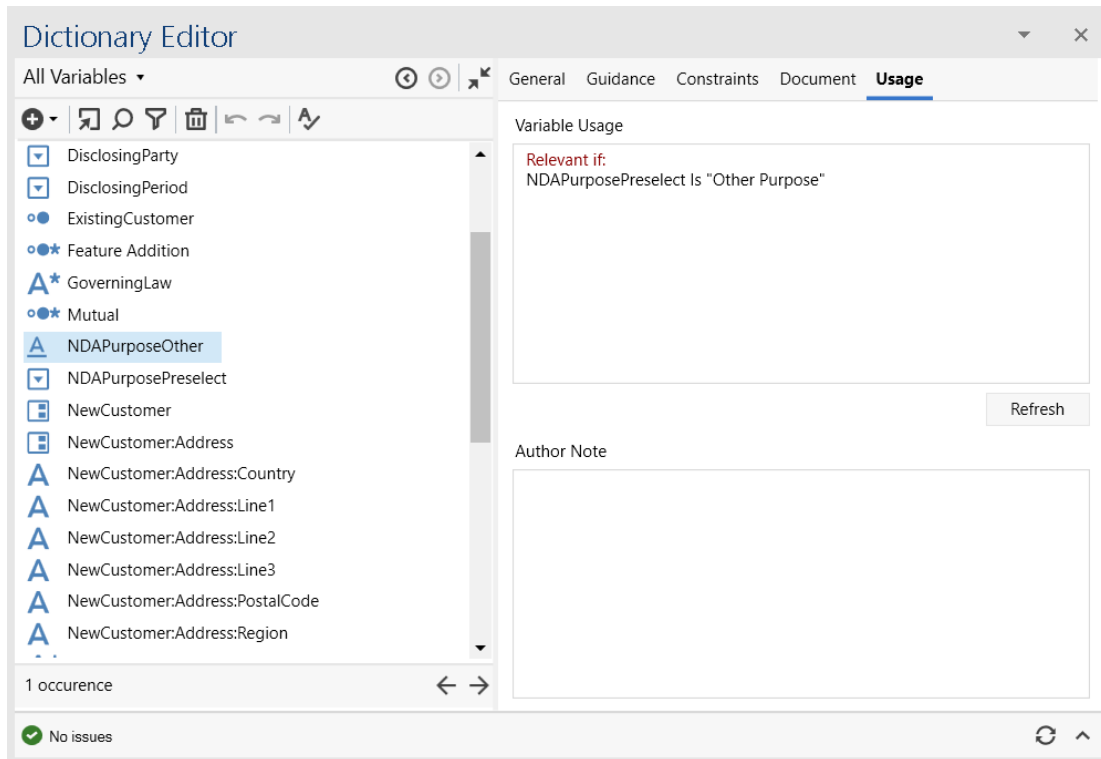 Dictionary Editor
All Variables
General Guidance Constraints Document Usage
DisclosingParty
DisclosingPeriod
ExistingCustomer
Feature Addition
GoverningLaw
Mutual
NDAPurposeOther
NDAPurposePreselect
NewCustomer
NewCustomer:Address
NewCustomer:Address:Country
NewCustomer:Address:Line1
NewCustomer:Address:Line2
NewCustomer:Address:Line3
NewCustomer:Address:PostalCode
NewCustomer:Address:Region
1 occurence
Variable Usage
Relevant if:
NDAPurposePreselect Is "Other Purpose"
Refresh
Author Note
No issues